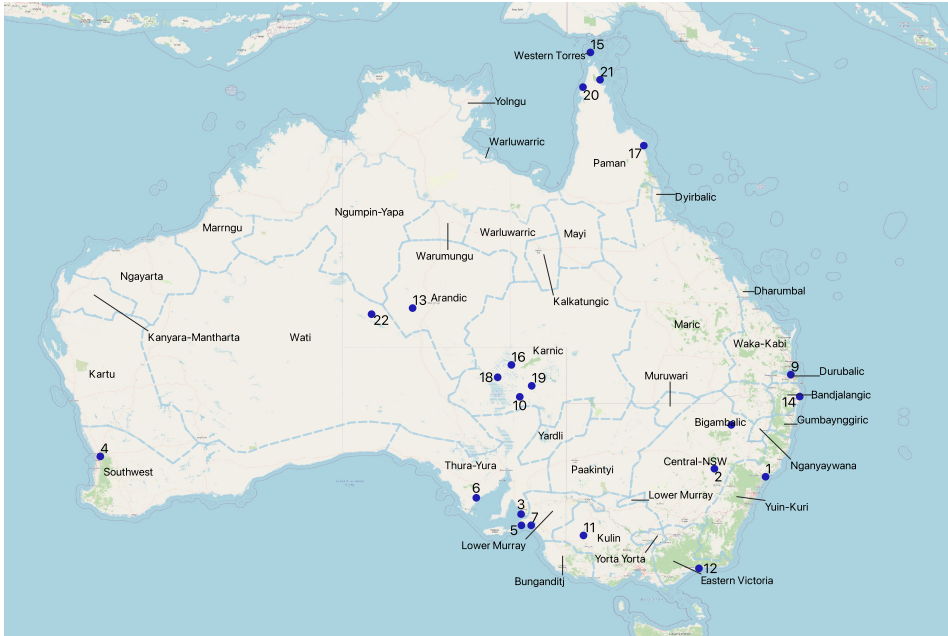 15
Western Torres
21
20
Yolngu
Warluwarric
17
Paman
Dyirbalic
Ngumpin-Yapa
Marrngu
Warluwarric
Mayi
Warumungu
Ngayarta
Dharumbal
13
Arandic
Kalkatungic
22
Maric
Kanyara-Mantharta
Wati
Waka-Kabi
16
Karnic
9
Kartu
18
19
Muruwari
Durubalic
10
14
Bandjalangic
Bigambalic
Gumbaynggiric
Yardli
4
Southwest
Thura-Yura
Paakintyi
Central-NSW
2
1
Nganyaywana
6
Lower Murray
Yuin-Kuri
3
5
7
11
Kulin
Lower Murray
Yorta Yorta
12
Bunganditj
Eastern Victoria